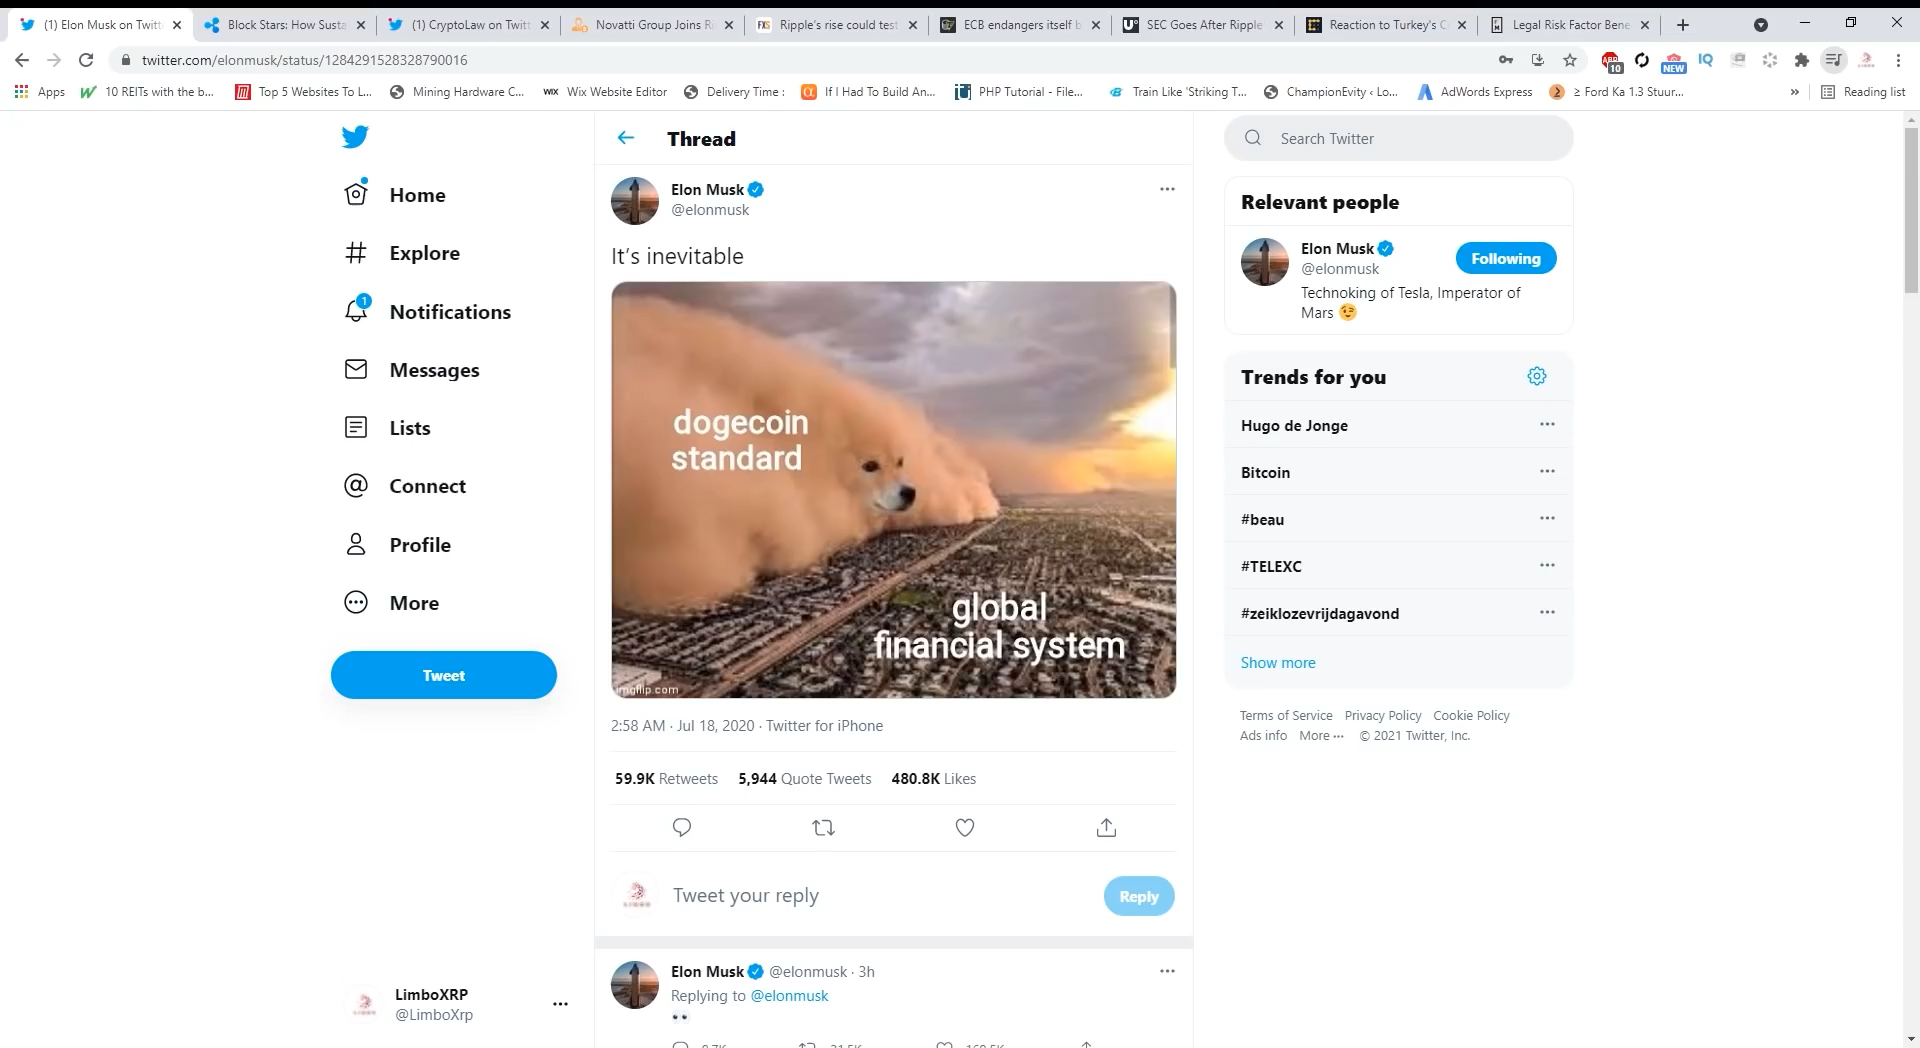 (1) Elon Musk on Twitt
Block Stars: How Susta
(1) CryptoLaw on Twitt
Novatti Group Joins R
Ripple's rise could test
ECB endangers itself b
SEC Goes After Ripple
Reaction to Turkey's C
Legal Risk Factor Bene
twitter.com/elonmusk/status/1284291528328790016
10
NEW
IQ
Apps
10 REITs with the b...
Top 5 Websites To L...
Mining Hardware C...
WIX
Wix Website Editor
Delivery Time :
If I Had To Build An...
PHP Tutorial - File...
Train Like 'Striking T...
ChampionEvity ‹ Lo...
AdWords Express
≥ Ford Ka 1.3 Stuur...
»
Reading list
Home
Explore
1
Notifications
Messages
Lists
Connect
Profile
More
Tweet
LimboXRP
@LimboXrp
Thread
Elon Musk
@elonmusk
It's inevitable
dogecoin
standard
global
financial system
imgflip.com
2:58 AM · Jul 18, 2020 · Twitter for iPhone
59.9K Retweets 5,944 Quote Tweets 480.8K Likes
Tweet your reply
Reply
Elon Musk @elonmusk · 3h
Replying to @elonmusk
Search Twitter
Relevant people
Elon Musk
@elonmusk
Following
Technoking of Tesla, Imperator of
Mars
Trends for you
Hugo de Jonge
Bitcoin
#beau
#TELEXC
#zeiklozevrijdagavond
Show more
Terms of Service Privacy Policy Cookie Policy
Ads info More ··· © 2021 Twitter, Inc.